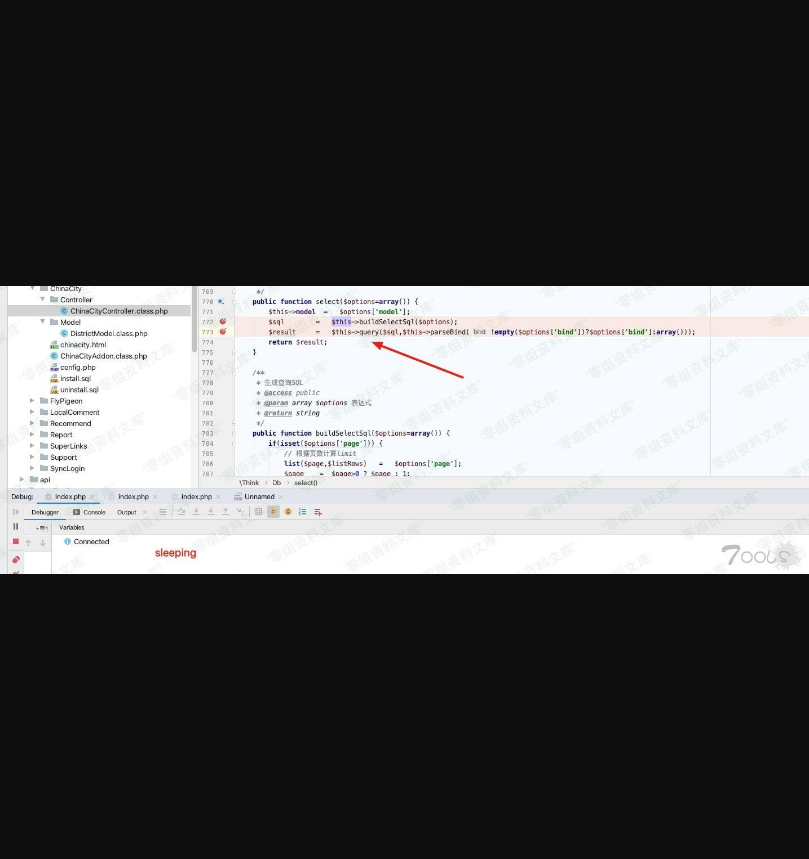 ChinaCity
Controller
ChinaCityController.class.php
Model
DistrictModel.class.php
chinacity.html
ChinaCityAddon.class.php
config.php
install.sql
uninstall.sql
FlyPigeon
LocalComment
Recommend
Report
SuperLinks
Support
SyncLogin
api
769 */
770 public function select($options=array()) {
771 $this->model = $options['model'];
772 $sql = $this->buildSelectSql($options);
773 $result = $this->query($sql,$this->parseBind( bind !empty($options['bind'])?$options['bind']:array()));
774 return $result;
775 }
776
777 /**
778 * 生成查询SQL
779 * @access public
780 * @param array $options 表达式
781 * @return string
782 */
783 public function buildSelectSql($options=array()) {
784 if(isset($options['page'])) {
785 // 根据页数计算limit
786 list($page,$listRows) = $options['page'];
787 $page = $page>0 ? $page : 1;
\Think › Db › select()
Debug: index.php × index.php × index.php × Unnamed ×
Debugger Console Output ×
Variables
Connected
sleeping
TOOLS
零组资料文库